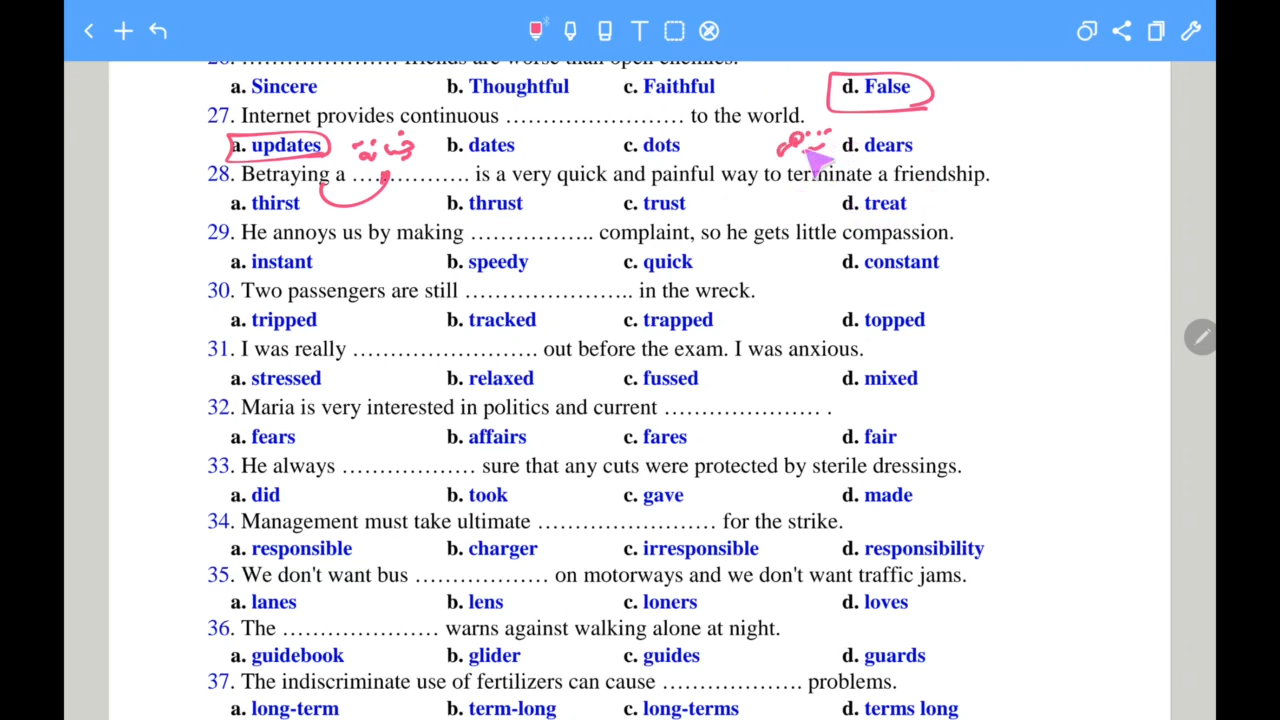 friends are worse than open enemies.
a. Sincere b. Thoughtful c. Faithful d. False
27. Internet provides continuous …………………… to the world.
a. updates b. dates c. dots d. dears
28. Betraying a …………… is a very quick and painful way to terminate a friendship.
a. thirst b. thrust c. trust d. treat
29. He annoys us by making …………….. complaint, so he gets little compassion.
a. instant b. speedy c. quick d. constant
30. Two passengers are still …………………. in the wreck.
a. tripped b. tracked c. trapped d. topped
31. I was really ……………………. out before the exam. I was anxious.
a. stressed b. relaxed c. fussed d. mixed
32. Maria is very interested in politics and current ………………… .
a. fears b. affairs c. fares d. fair
33. He always ……………… sure that any cuts were protected by sterile dressings.
a. did b. took c. gave d. made
34. Management must take ultimate …………………… for the strike.
a. responsible b. charger c. irresponsible d. responsibility
35. We don't want bus ……………… on motorways and we don't want traffic jams.
a. lanes b. lens c. loners d. loves
36. The ………………… warns against walking alone at night.
a. guidebook b. glider c. guides d. guards
37. The indiscriminate use of fertilizers can cause ………………. problems.
a. long-term b. term-long c. long-terms d. terms long